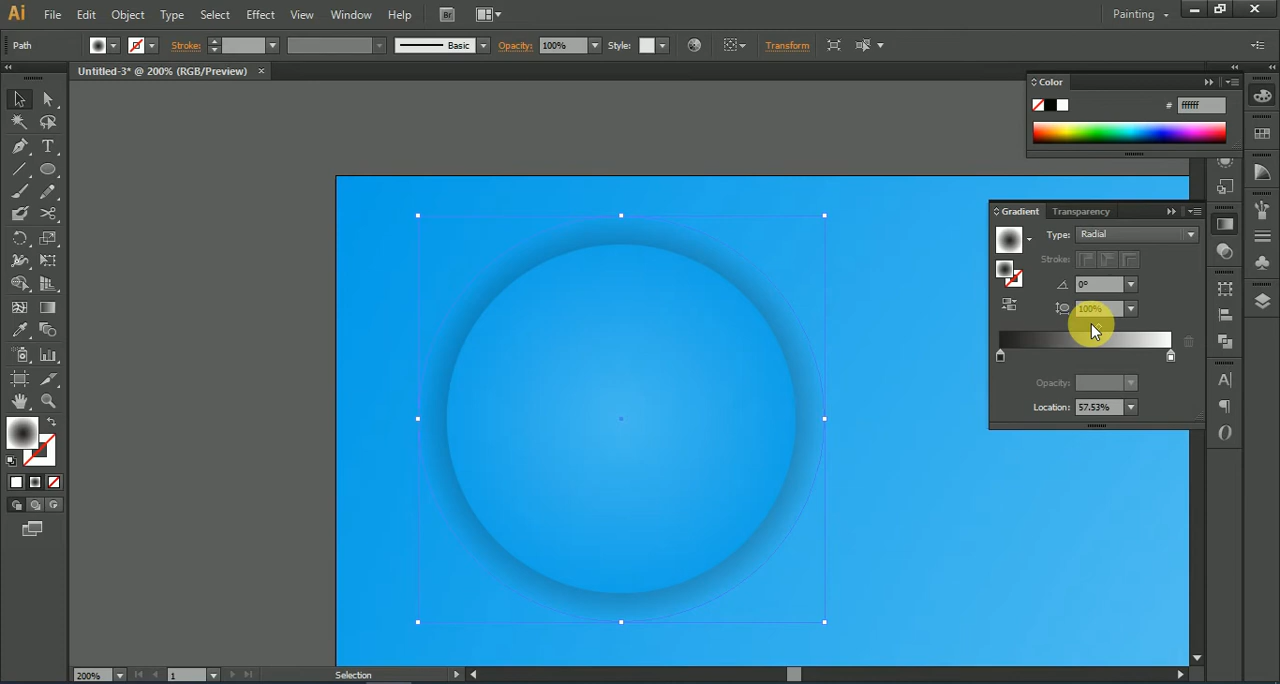 Ai File Edit Object Type Select Effect View Window Help Br Painting
Path Stroke: Basic Opacity: 100% Style: Transform
Untitled-3* @ 200% (RGB/Preview)
Color
# ffffff
Gradient Transparency
Type: Radial
Stroke:
0°
100%
Opacity:
Location: 57.53%
200% 1 Selection